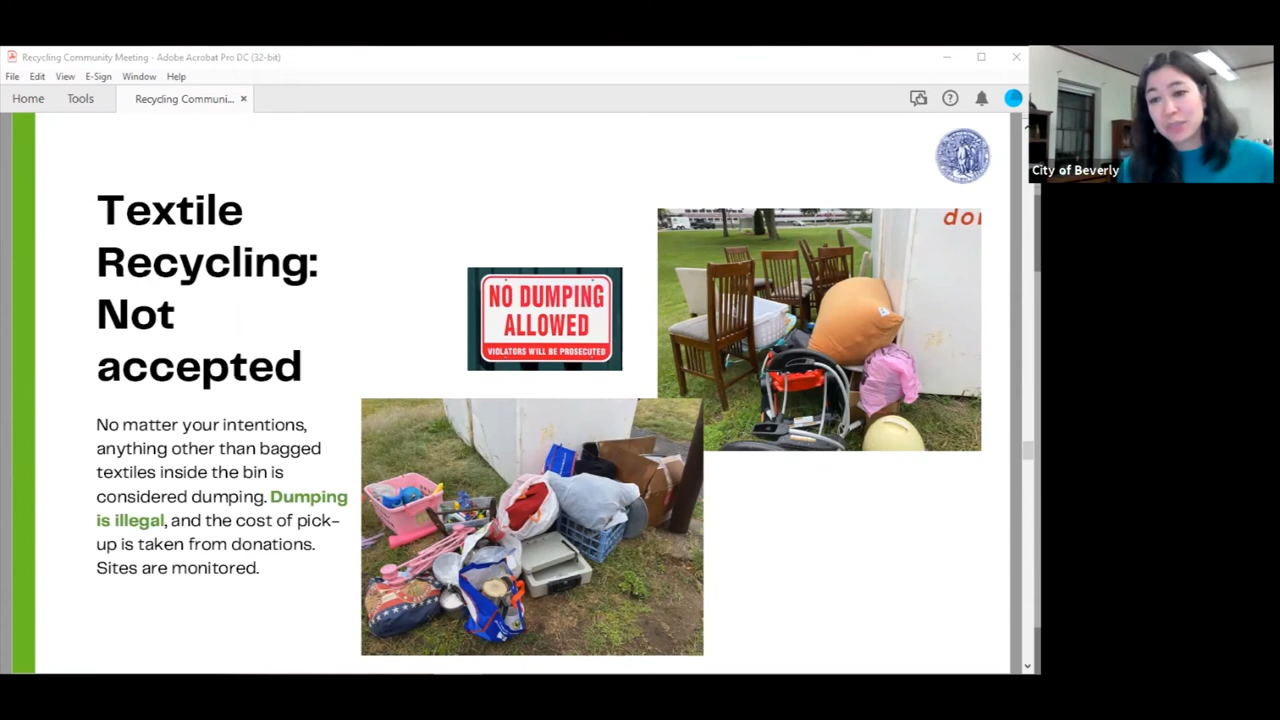 Recycling Community Meeting - Adobe Acrobat Pro DC (32-bit)
File Edit View E-Sign Window Help
Home Tools Recycling Communi...
City of Beverly
Textile
Recycling:
Not
accepted
No matter your intentions,
anything other than bagged
textiles inside the bin is
considered dumping. Dumping
is illegal, and the cost of pick-
up is taken from donations.
Sites are monitored.
NO DUMPING
ALLOWED
VIOLATORS WILL BE PROSECUTED